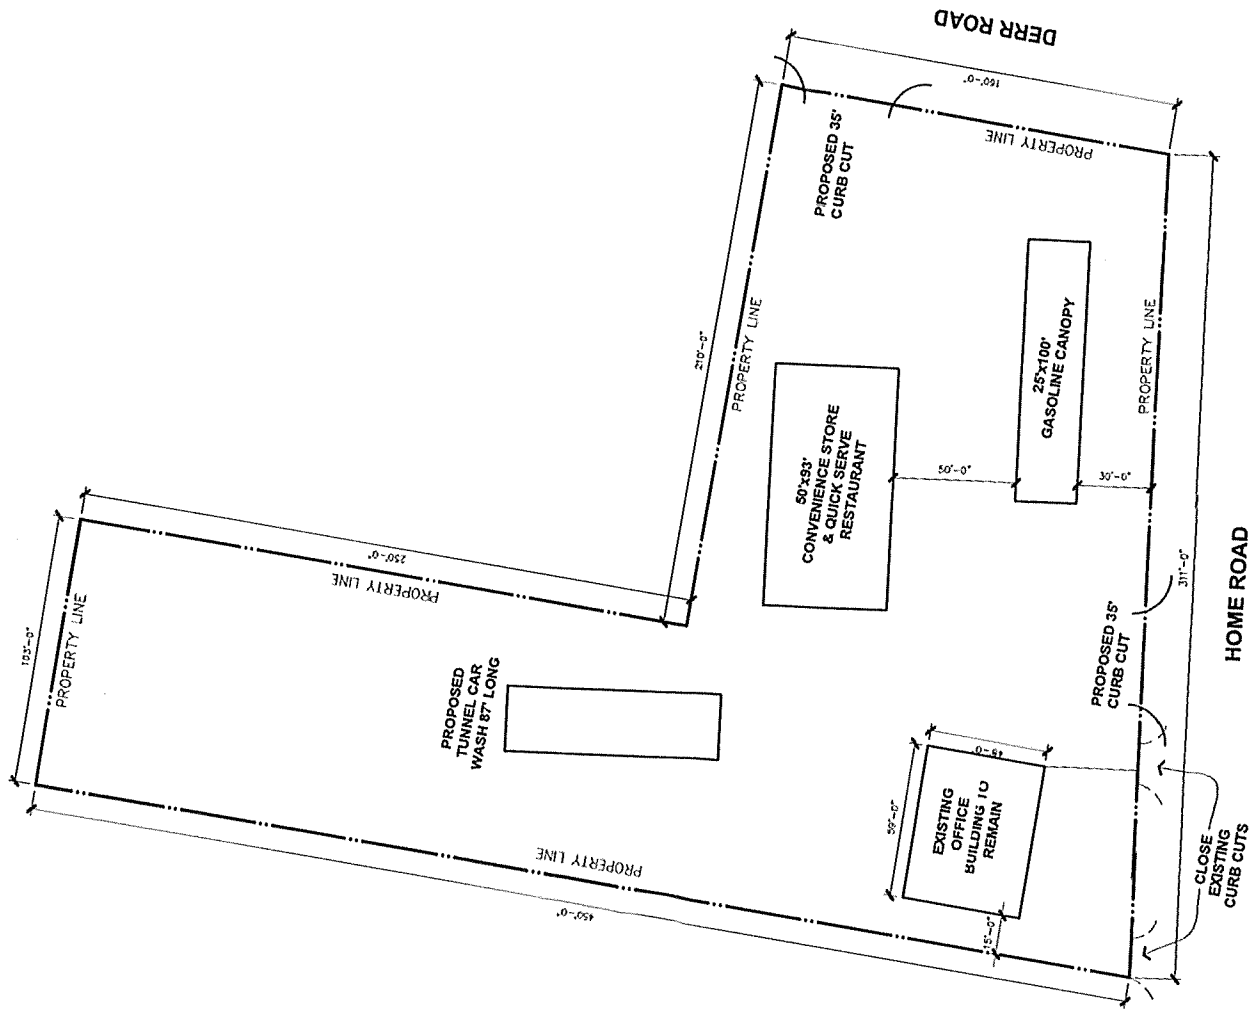 DERR ROAD
160'-0"
PROPERTY LINE
PROPOSED 35'
CURB CUT
210'-0"
PROPERTY LINE
25'x100'
GASOLINE CANOPY
PROPERTY LINE
50'x93'
CONVENIENCE STORE
& QUICK SERVE
RESTAURANT
50'-0"
30'-0"
103'-0"
PROPERTY LINE
250'-0"
PROPERTY LINE
PROPOSED
TUNNEL CAR
WASH 87' LONG
HOME ROAD
311'-0"
PROPOSED 35'
CURB CUT
59'-0"
EXISTING
OFFICE
BUILDING TO
REMAIN
15'-0"
PROPERTY LINE
450'-0"
CLOSE
EXISTING
CURB CUTS